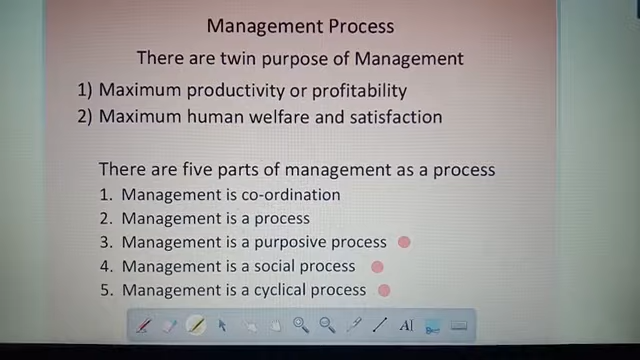 Management Process
There are twin purpose of Management
1) Maximum productivity or profitability
2) Maximum human welfare and satisfaction
There are five parts of management as a process
1. Management is co-ordination
2. Management is a process
3. Management is a purposive process
4. Management is a social process
5. Management is a cyclical process
A